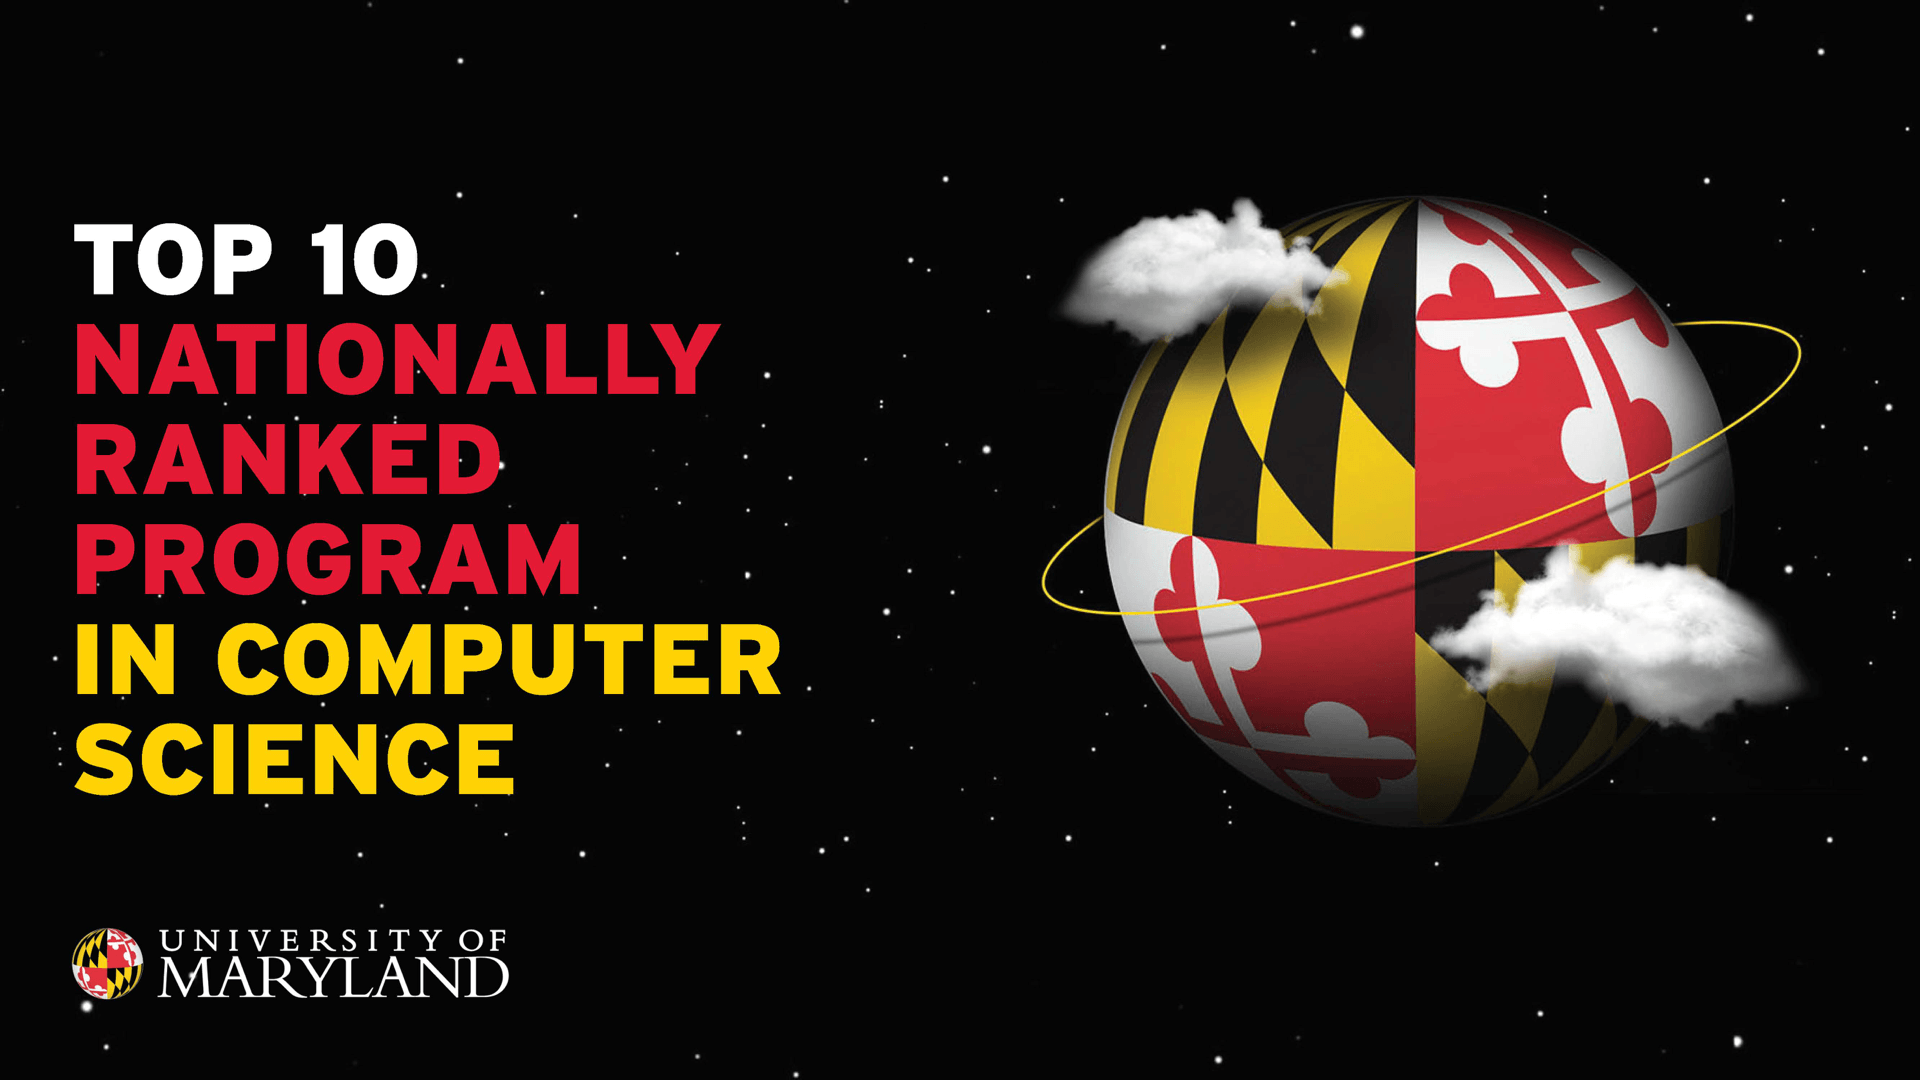 TOP 10
NATIONALLY
RANKED
PROGRAM
IN COMPUTER
SCIENCE
UNIVERSITY OF
MARYLAND